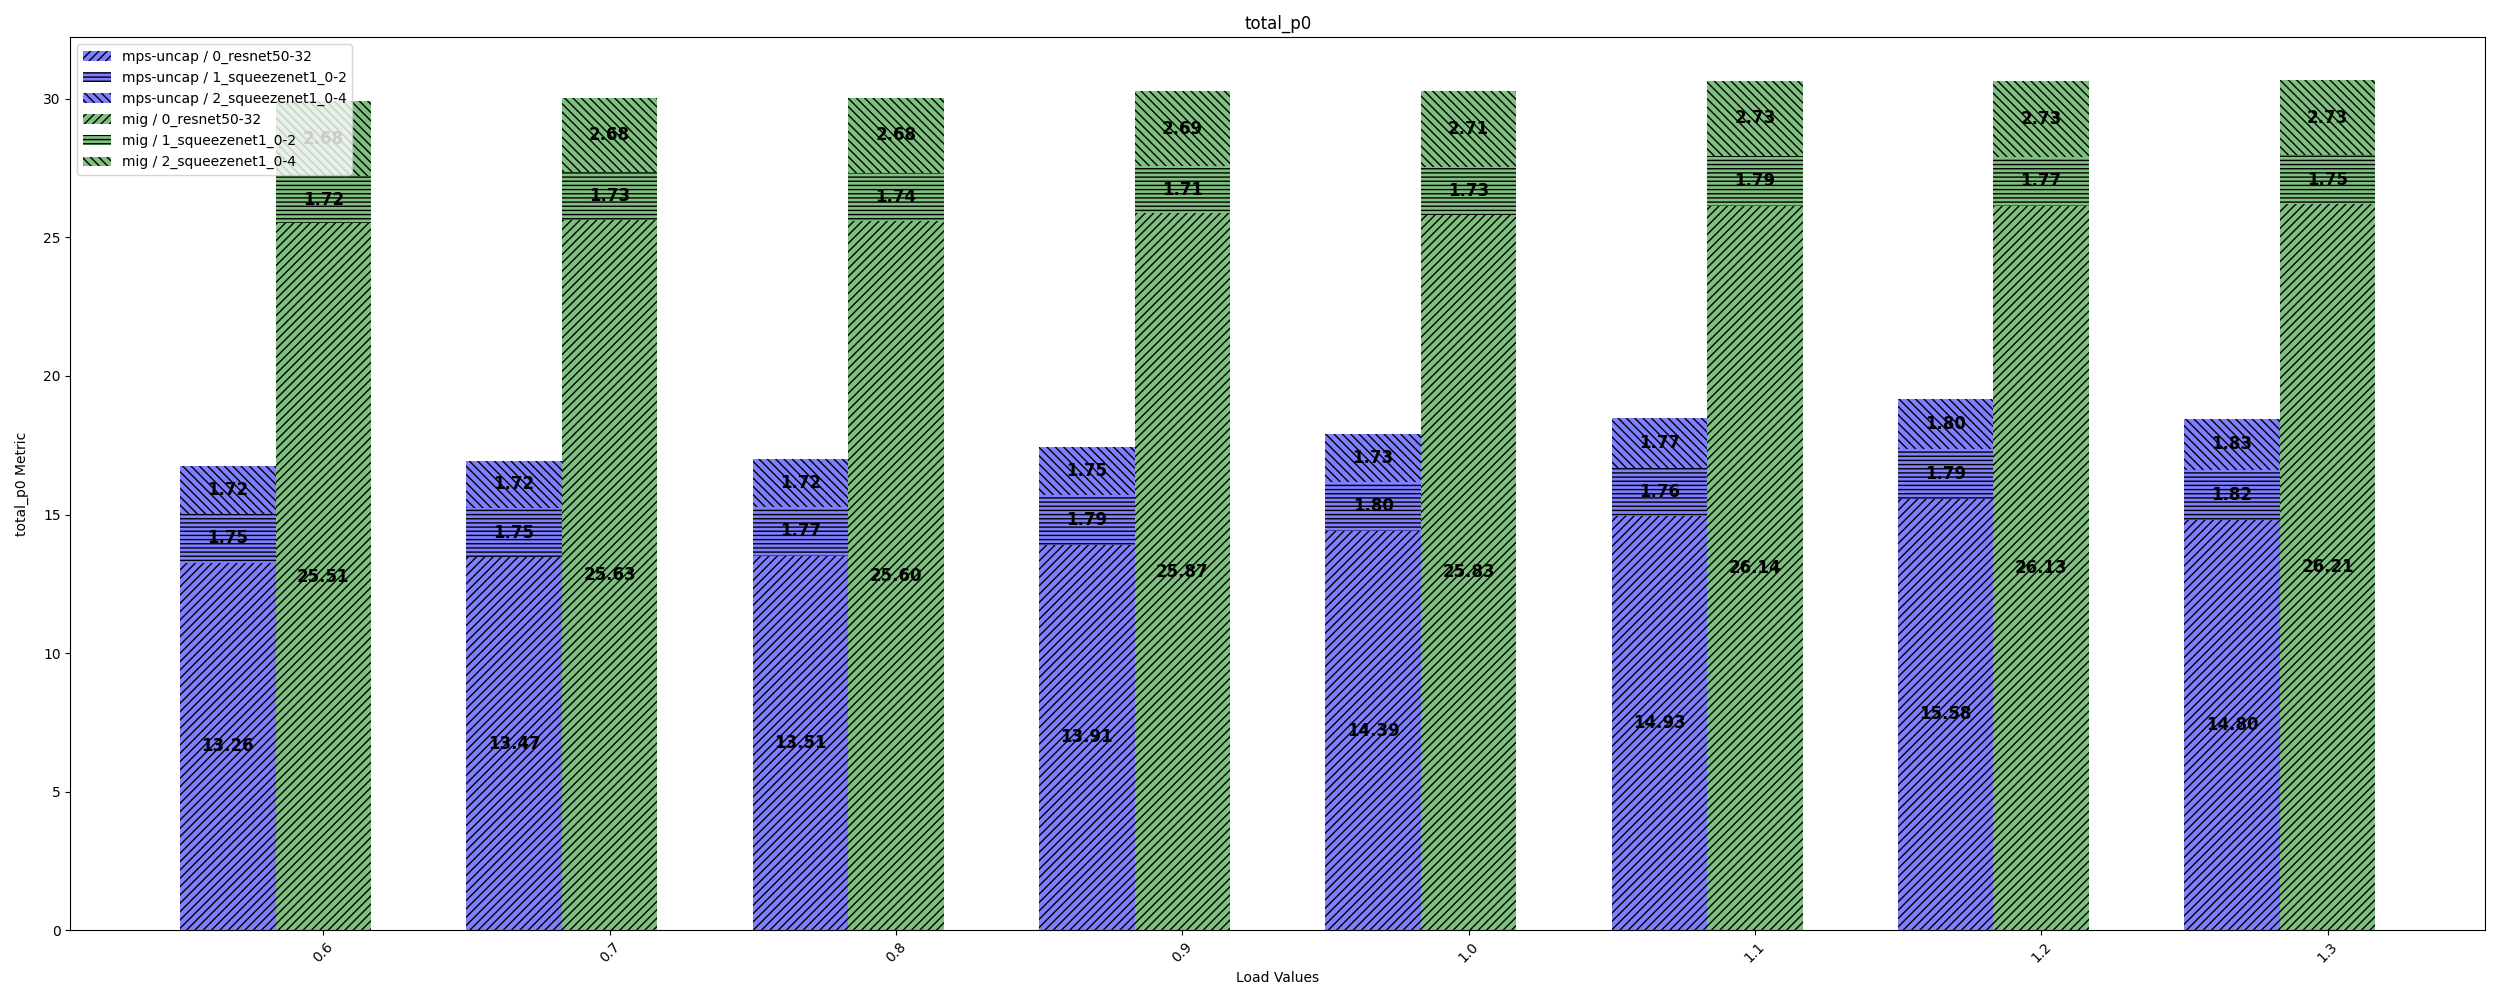 total_p0
mps-uncap / 0_resnet50-32
mps-uncap / 1_squeezenet1_0-2
mps-uncap / 2_squeezenet1_0-4
mig / 0_resnet50-32
mig / 1_squeezenet1_0-2
mig / 2_squeezenet1_0-4
total_p0 Metric
30
25
20
15
10
5
0
2.68 2.68 2.68 2.69 2.71 2.73 2.73 2.73
1.72 1.73 1.74 1.71 1.73 1.79 1.77 1.75
25.51 25.63 25.60 25.87 25.83 26.14 26.13 26.21
1.72 1.72 1.72 1.75 1.73 1.77 1.80 1.83
1.75 1.75 1.77 1.79 1.80 1.76 1.79 1.82
13.26 13.47 13.51 13.91 14.39 14.93 15.58 14.80
0.6 0.7 0.8 0.9 1.0 1.1 1.2 1.3
Load Values